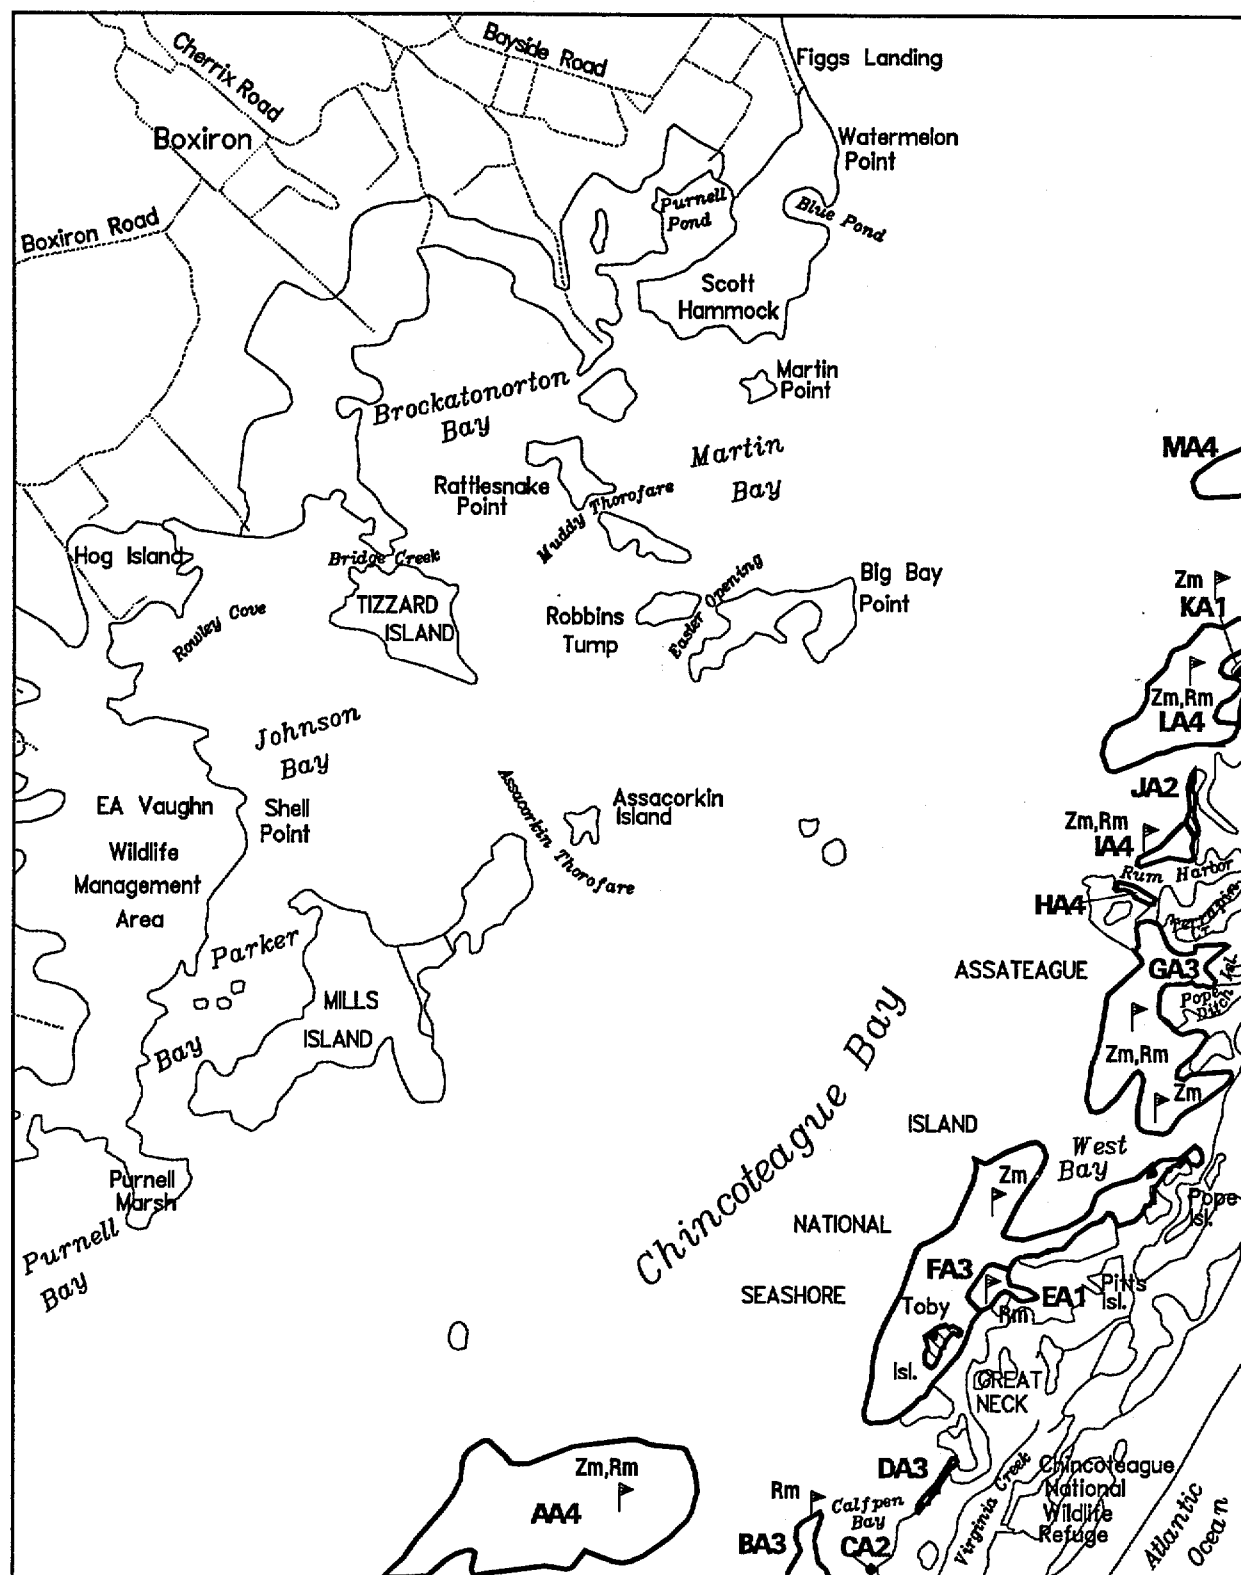 Bayside Road
Cherrix Road
Figgs Landing
Boxiron
Watermelon
Point
Purnell
Pond
Blue Pond
Boxiron Road
Scott
Hammock
Martin
Point
Brockatonorton
Bay
Martin
Bay
MA4
Rattlesnake
Point
Muddy Thorofare
Hog Island
Bridge Creek
TIZZARD
ISLAND
Rowley Cove
Robbins
Tump
Easter Opening
Big Bay
Point
Zm
KA1
Zm,Rm
LA4
Johnson
Bay
EA Vaughn
Wildlife
Management
Area
Shell
Point
Assacorkin Thorofare
Assacorkin
Island
JA2
Zm,Rm
IA4
Rum Harbor
HA4
Terrapin
Cr.
Parker
Bay
MILLS
ISLAND
ASSATEAGUE
GA3
Pope Isl.
Ditch
Zm,Rm
Zm
Chincoteague Bay
ISLAND
West
Bay
Purnell
Marsh
Zm
Pope
Isl.
Purnell
Bay
NATIONAL
SEASHORE
FA3
EA1
Pitts
Isl.
Toby
Isl.
Rm
GREAT
NECK
Zm,Rm
AA4
DA3
Rm
Calfpen
Bay
BA3
CA2
Virginia Creek
Chincoteague
National
Wildlife
Refuge
Atlantic
Ocean